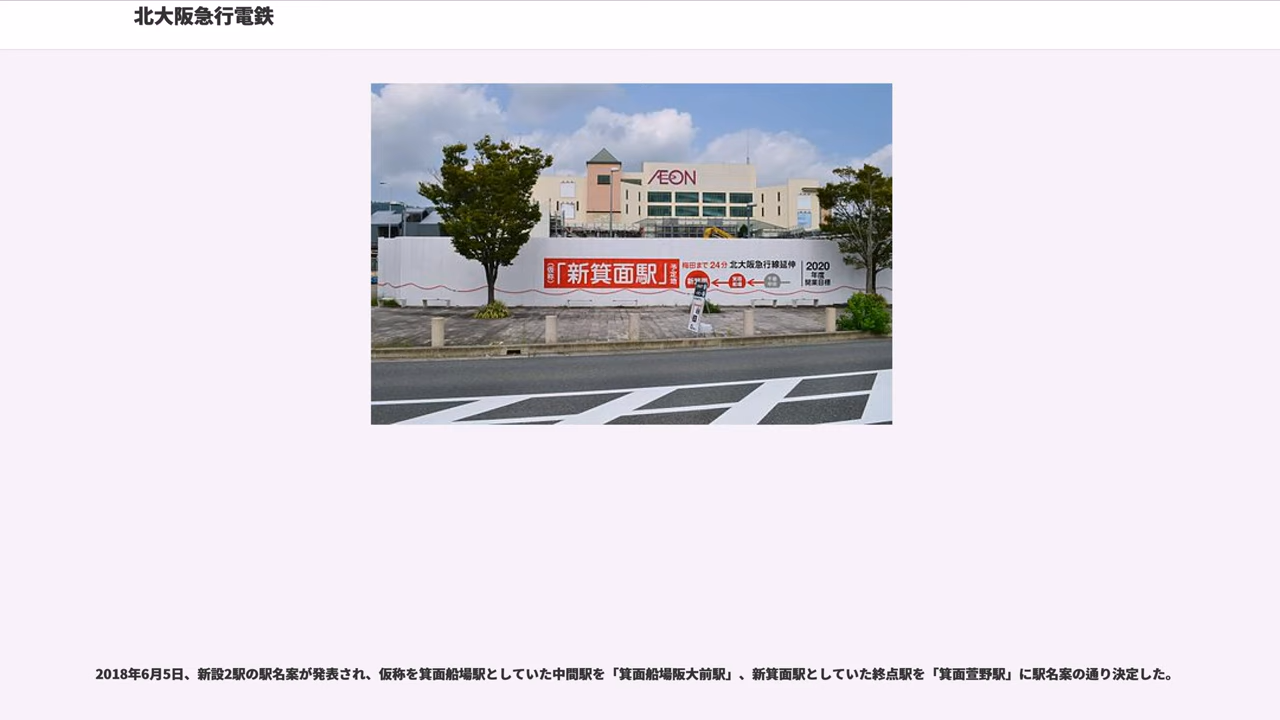 北大阪急行電鉄
ÆON
(仮称)「新箕面駅」予定地
梅田まで24分 北大阪急行線延伸
2020
年度
開業目標
2018年6月5日、新設2駅の駅名案が発表され、仮称を箕面船場駅としていた中間駅を「箕面船場阪大前駅」、新箕面駅としていた終点駅を「箕面萱野駅」に駅名案の通り決定した。